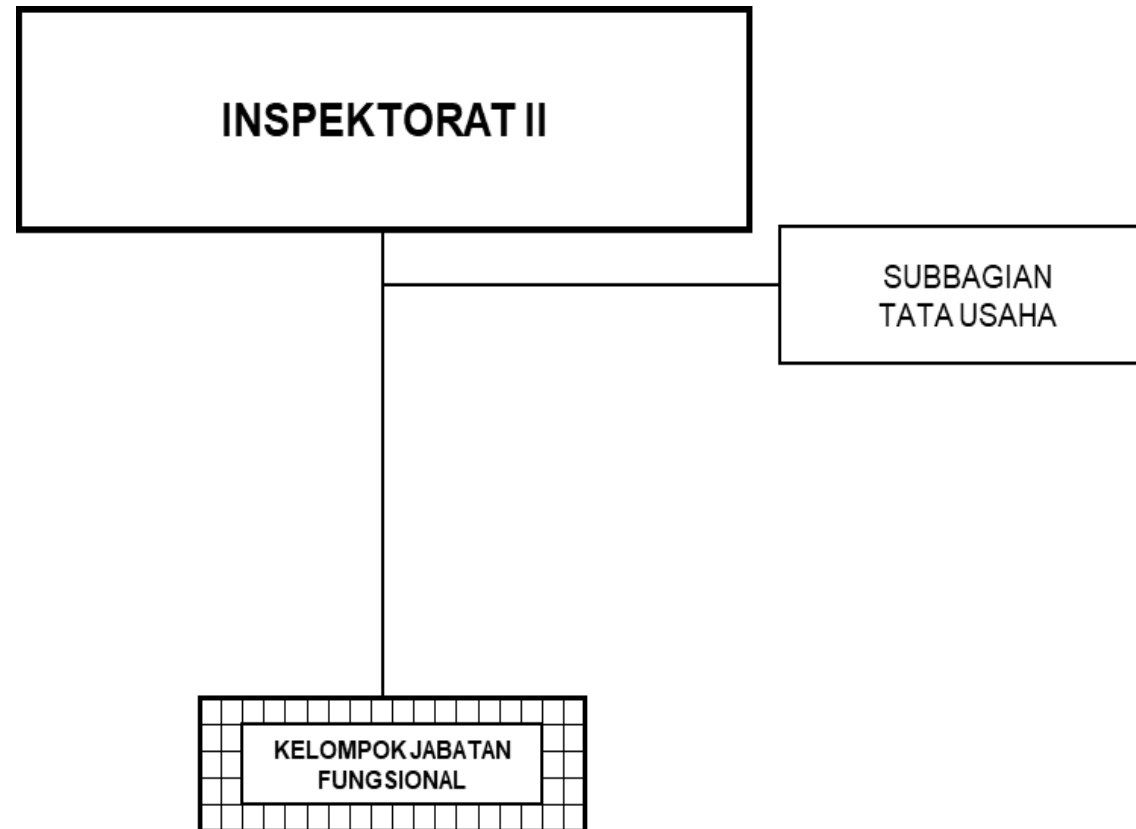 INSPEKTORAT II
SUBBAGIAN
TATA USAHA
KELOMPOK JABATAN
FUNGSIONAL